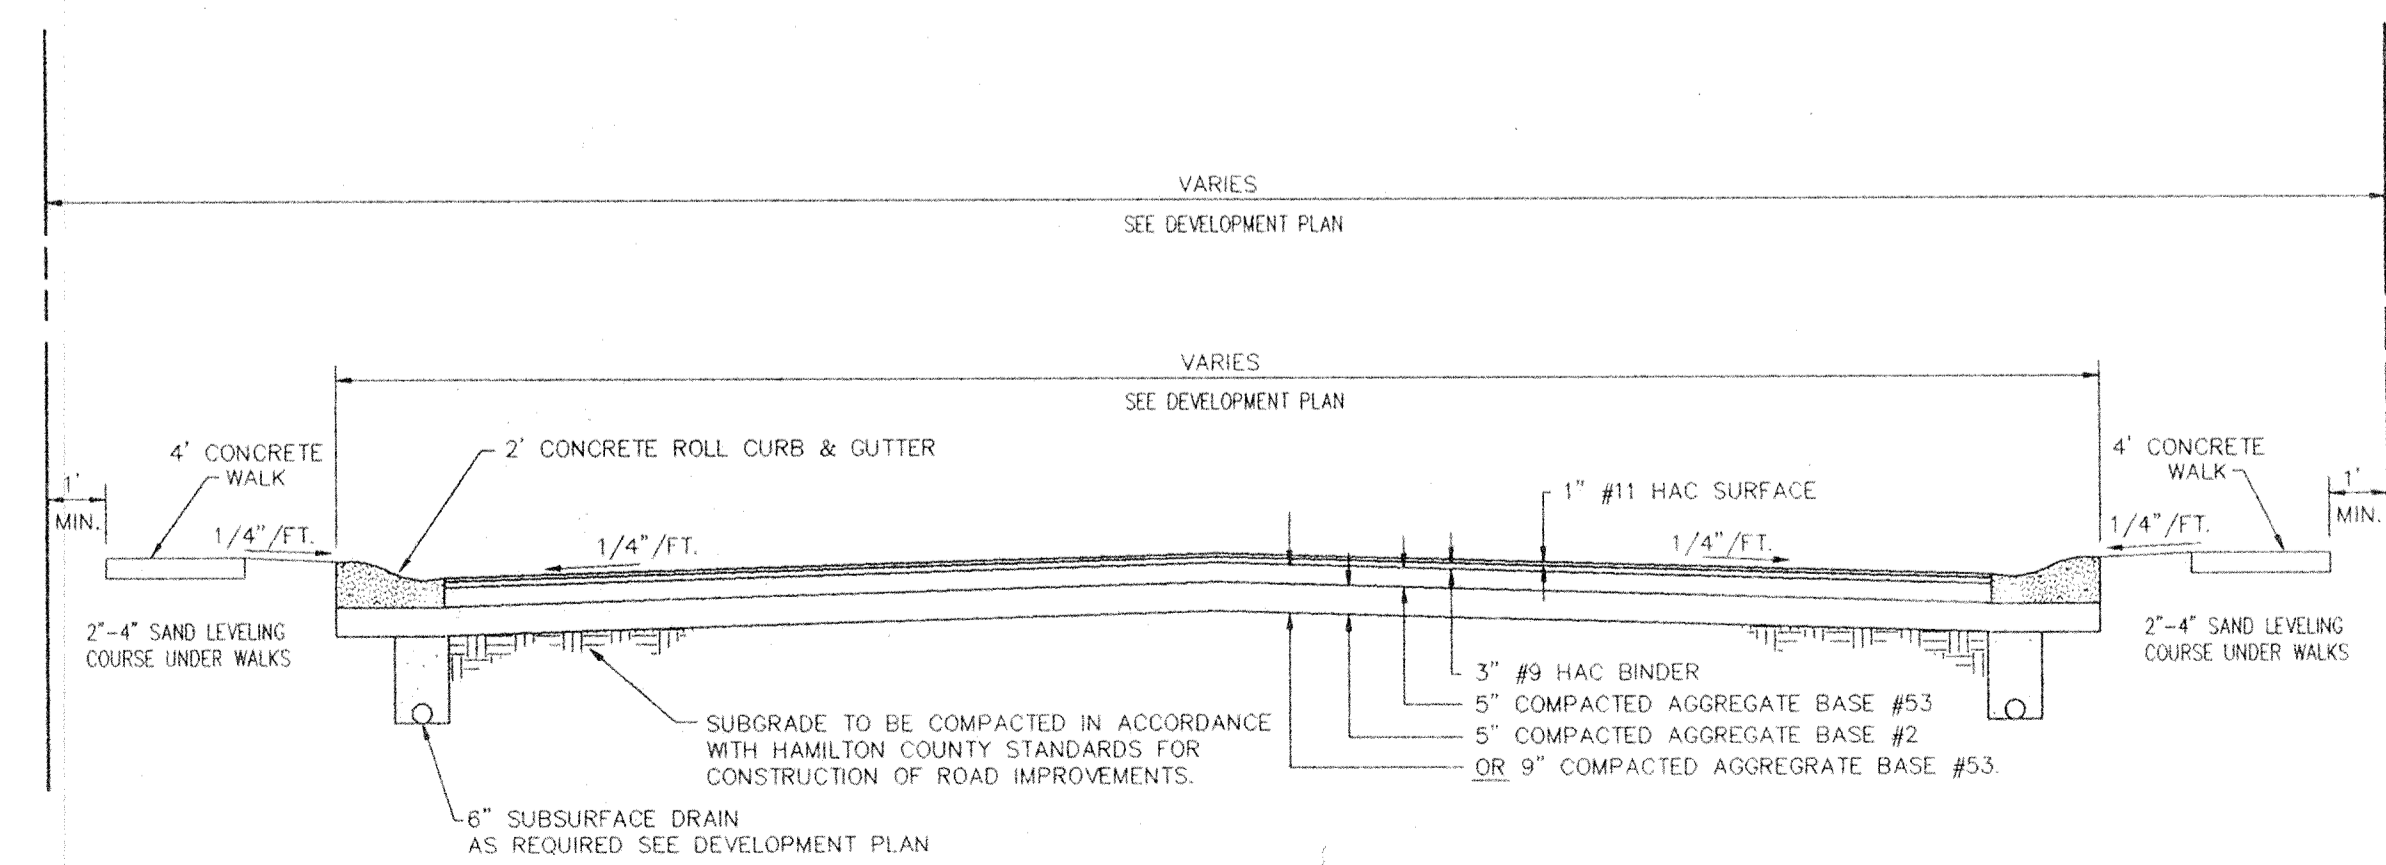 VARIES
SEE DEVELOPMENT PLAN
VARIES
SEE DEVELOPMENT PLAN
4' CONCRETE
WALK
2' CONCRETE ROLL CURB & GUTTER
4' CONCRETE
WALK
1'
MIN.
1" #11 HAC SURFACE
1'
MIN.
1/4"/FT.
1/4"/FT.
1/4"/FT.
1/4"/FT.
2"-4" SAND LEVELING
COURSE UNDER WALKS
2"-4" SAND LEVELING
COURSE UNDER WALKS
3" #9 HAC BINDER
5" COMPACTED AGGREGATE BASE #53
5" COMPACTED AGGREGATE BASE #2
OR 9" COMPACTED AGGREGRATE BASE #53.
SUBGRADE TO BE COMPACTED IN ACCORDANCE
WITH HAMILTON COUNTY STANDARDS FOR
CONSTRUCTION OF ROAD IMPROVEMENTS.
6" SUBSURFACE DRAIN
AS REQUIRED SEE DEVELOPMENT PLAN